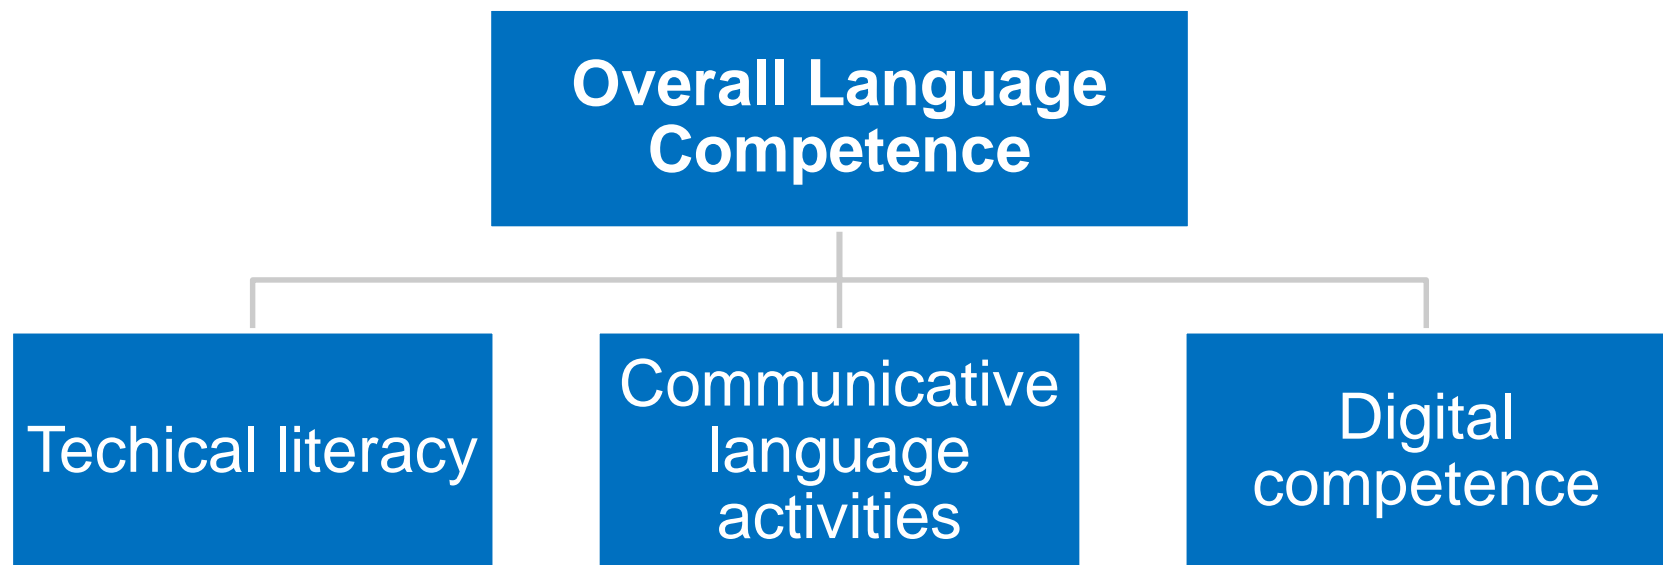 Overall Language
Competence
Techical literacy
Communicative
language
activities
Digital
competence